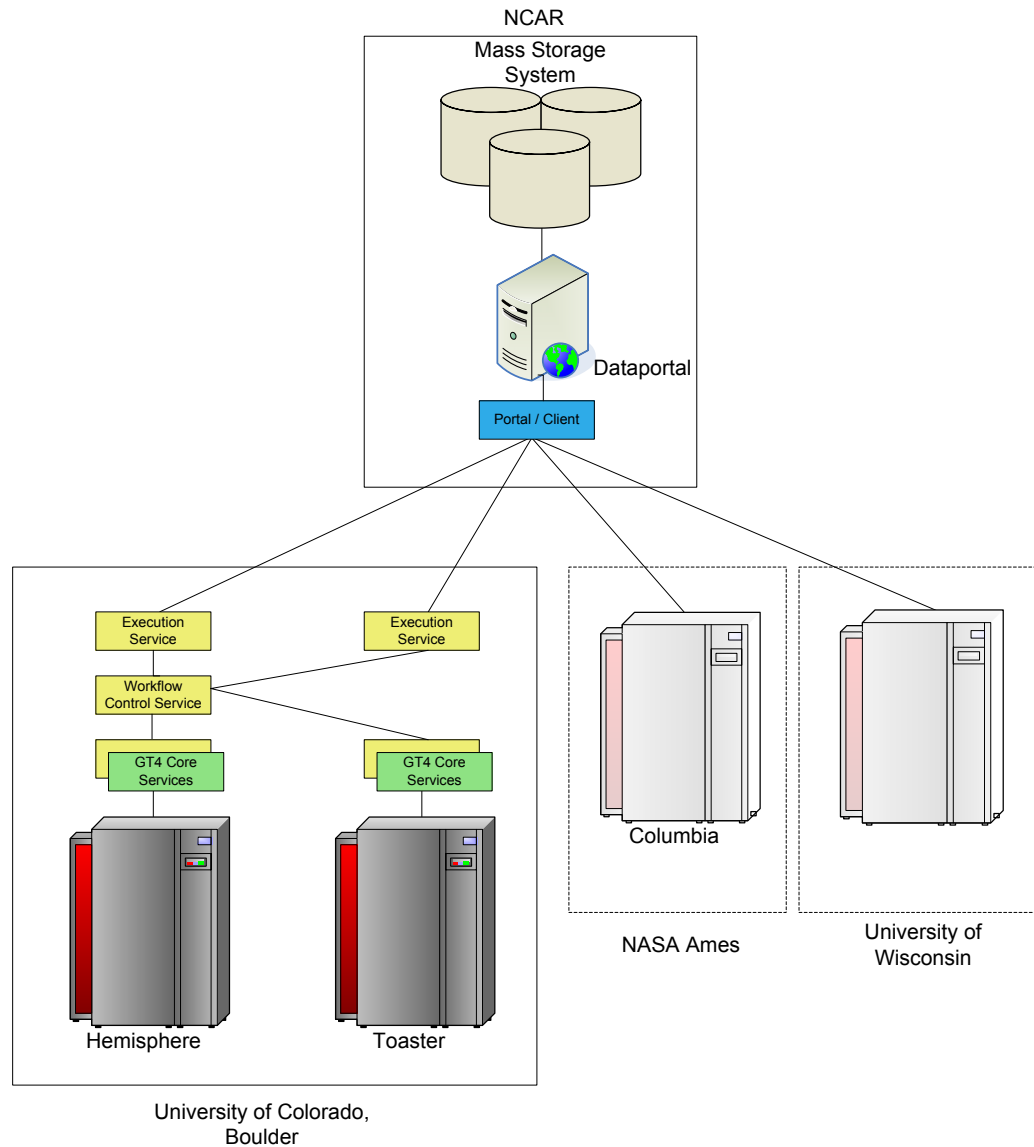 NCAR
Mass Storage
System
Dataportal
Portal / Client
Execution
Service
Execution
Service
Workflow
Control Service
GT4 Core
Services
GT4 Core
Services
Hemisphere
Toaster
University of Colorado,
Boulder
Columbia
NASA Ames
University of
Wisconsin